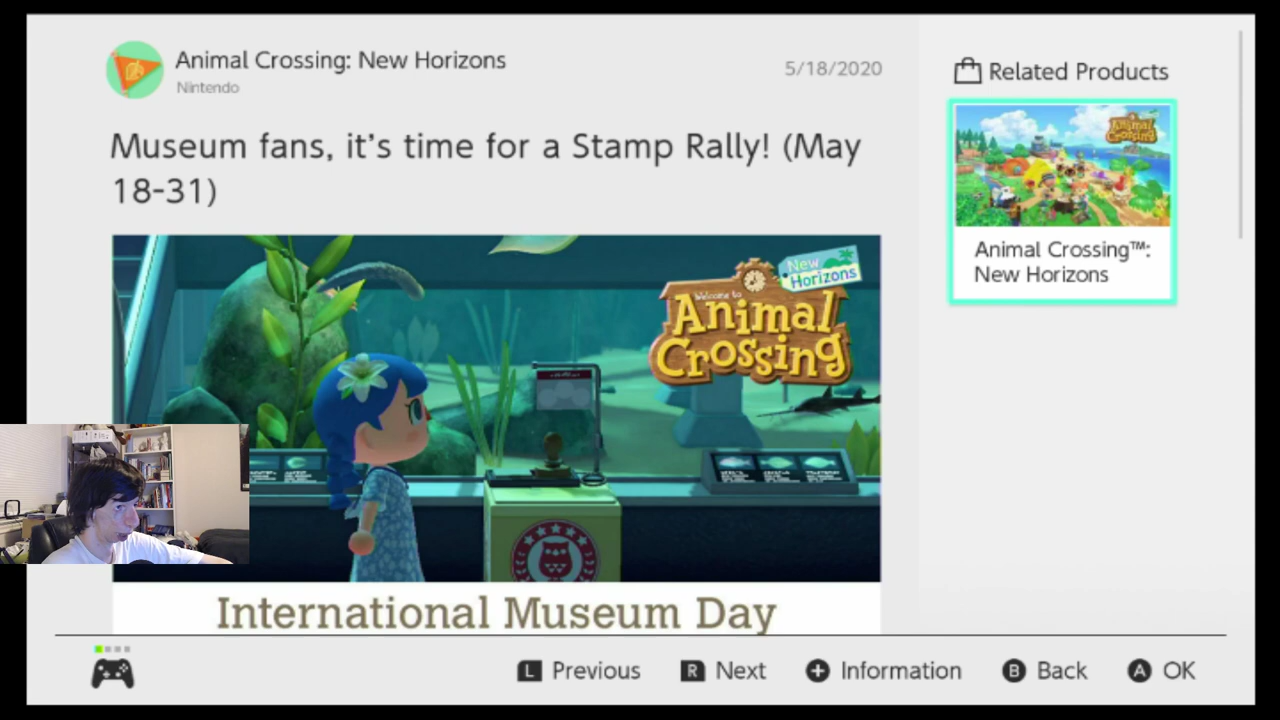 Animal Crossing: New Horizons
Nintendo
5/18/2020
Museum fans, it's time for a Stamp Rally! (May
18-31)
New
Horizons
Welcome to
Animal
Crossing
International Museum Day
Related Products
Animal
Crossing
Animal Crossing™:
New Horizons
L Previous
R Next
+ Information
B Back
A OK